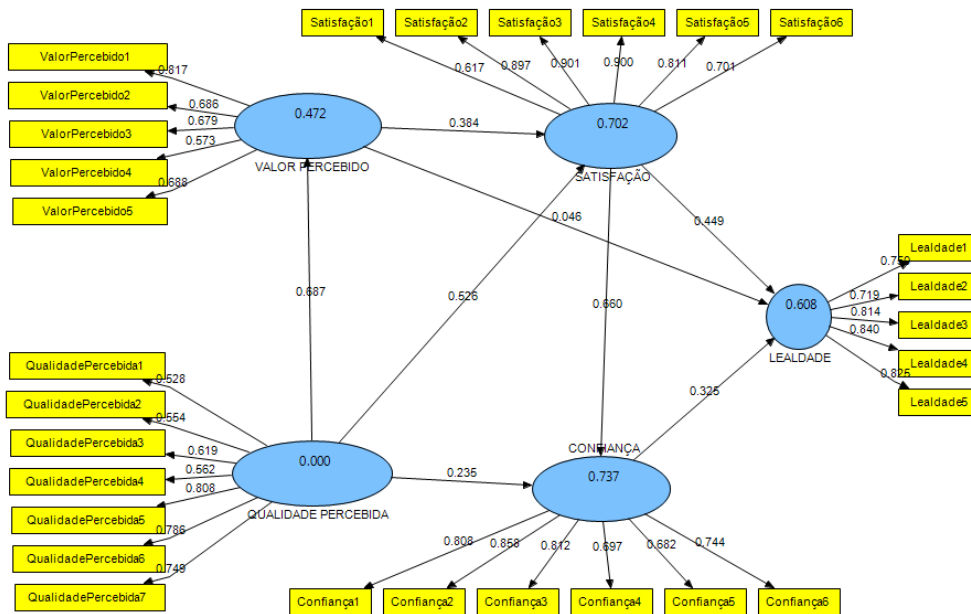 Satisfação1 Satisfação2 Satisfação3 Satisfação4 Satisfação5 Satisfação6
0.617 0.897 0.901 0.900 0.811 0.701
ValorPercebido1
ValorPercebido2
ValorPercebido3
ValorPercebido4
ValorPercebido5
0.817
0.686
0.679
0.573
0.688
0.472
VALOR PERCEBIDO
0.384
0.702
SATISFAÇÃO
0.046
0.449
0.687
0.526
0.660
0.608
LEALDADE
0.759
0.719
0.814
0.840
0.825
Lealdade1
Lealdade2
Lealdade3
Lealdade4
Lealdade5
0.325
QualidadePercebida1
QualidadePercebida2
QualidadePercebida3
QualidadePercebida4
QualidadePercebida5
QualidadePercebida6
QualidadePercebida7
0.528
0.554
0.619
0.562
0.808
0.786
0.749
0.000
QUALIDADE PERCEBIDA
0.235
CONFIANÇA
0.737
0.808 0.858 0.812 0.697 0.682 0.744
Confiança1 Confiança2 Confiança3 Confiança4 Confiança5 Confiança6